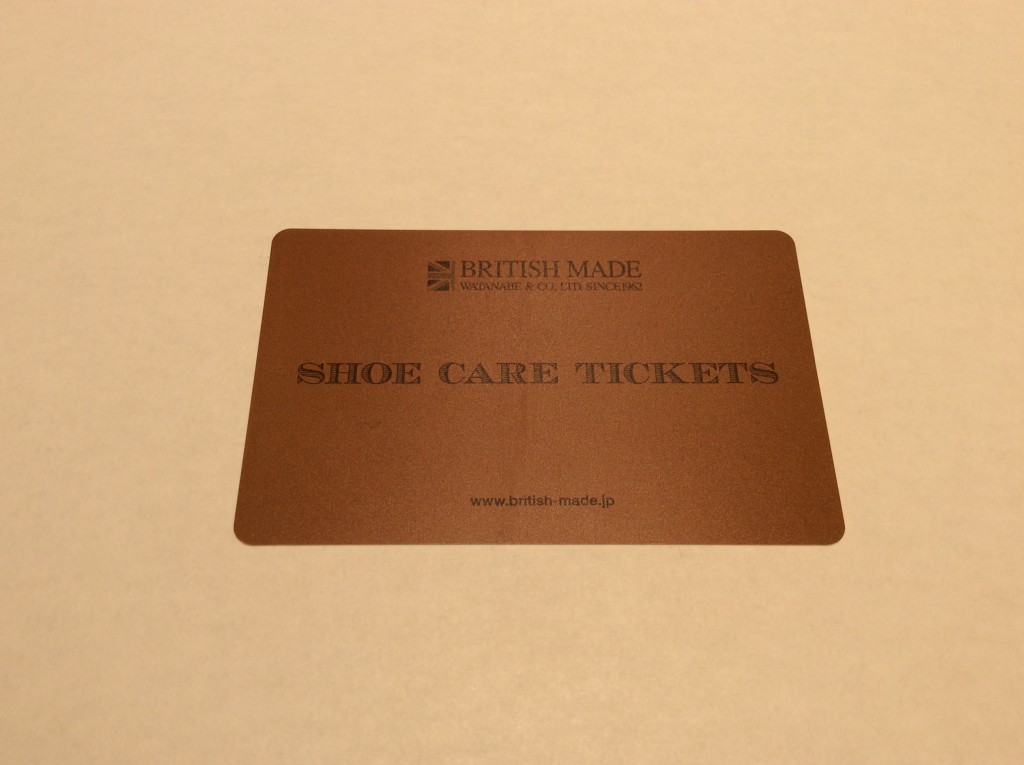 BRITISH MADE
WATANABE & CO., LTD. SINCE 1962
SHOE CARE TICKETS
www.british-made.jp